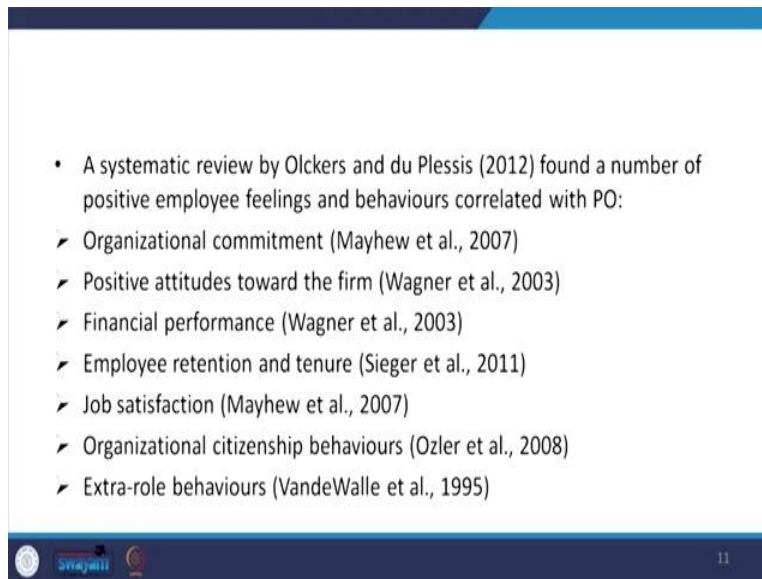 • A systematic review by Olckers and du Plessis (2012) found a number of
positive employee feelings and behaviours correlated with PO:
➤ Organizational commitment (Mayhew et al., 2007)
➤ Positive attitudes toward the firm (Wagner et al., 2003)
➤ Financial performance (Wagner et al., 2003)
➤ Employee retention and tenure (Sieger et al., 2011)
➤ Job satisfaction (Mayhew et al., 2007)
➤ Organizational citizenship behaviours (Ozler et al., 2008)
➤ Extra-role behaviours (VandeWalle et al., 1995)
swayam
11